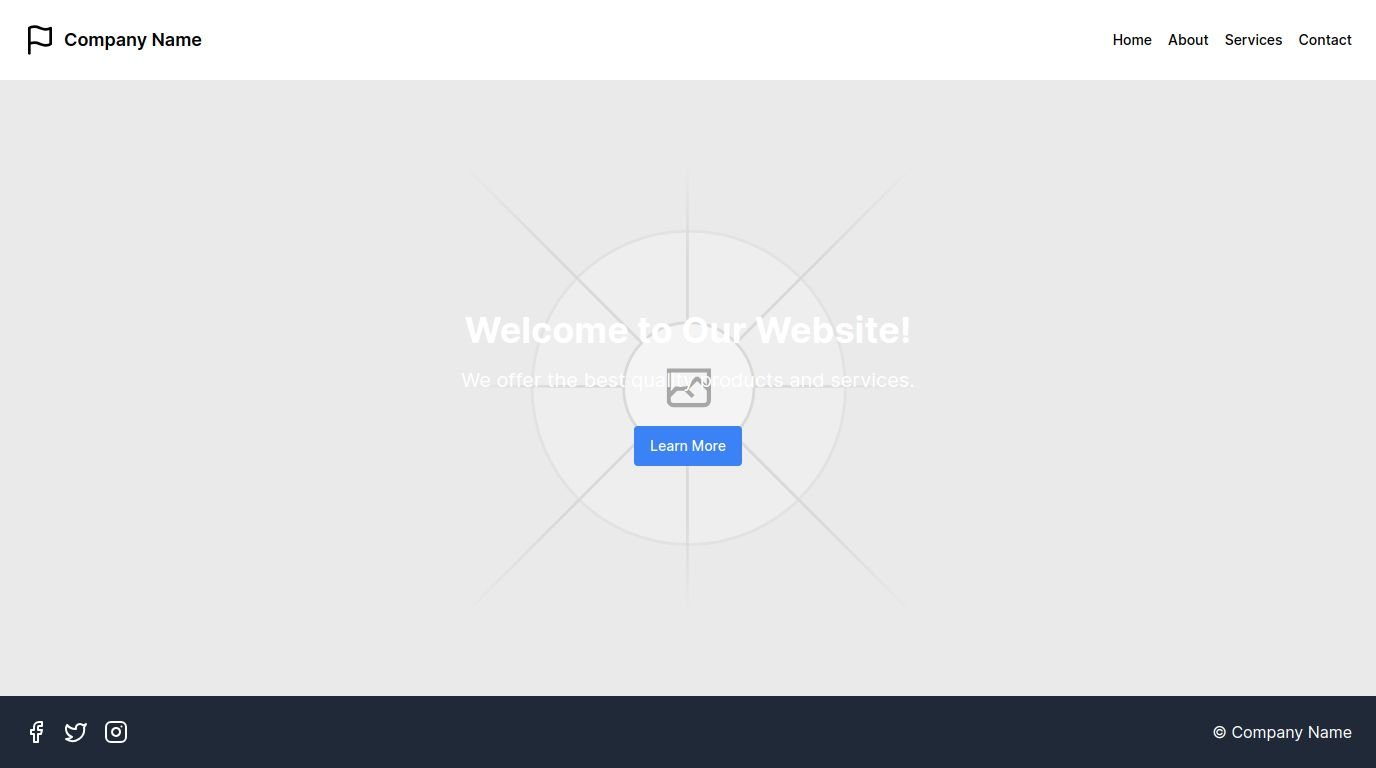 Company Name
Home About Services Contact
Welcome to Our Website!
We offer the best quality products and services.
Learn More
© Company Name